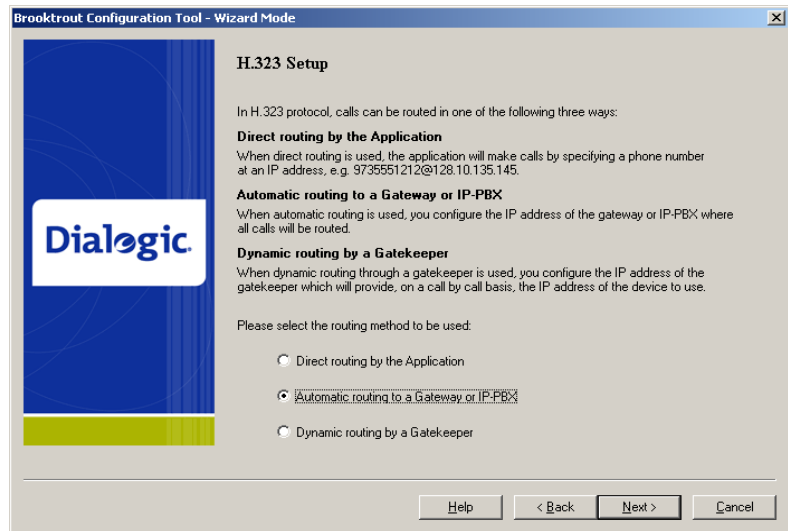 Brooktrout Configuration Tool - Wizard Mode
H.323 Setup
In H.323 protocol, calls can be routed in one of the following three ways:
Direct routing by the Application
When direct routing is used, the application will make calls by specifying a phone number
at an IP address, e.g. 9735551212@128.10.135.145.
Automatic routing to a Gateway or IP-PBX
When automatic routing is used, you configure the IP address of the gateway or IP-PBX where
all calls will be routed.
Dialogic.
Dynamic routing by a Gatekeeper
When dynamic routing through a gatekeeper is used, you configure the IP address of the
gatekeeper which will provide, on a call by call basis, the IP address of the device to use.
Please select the routing method to be used:
Direct routing by the Application
Automatic routing to a Gateway or IP-PBX
Dynamic routing by a Gatekeeper
Help
< Back
Next >
Cancel